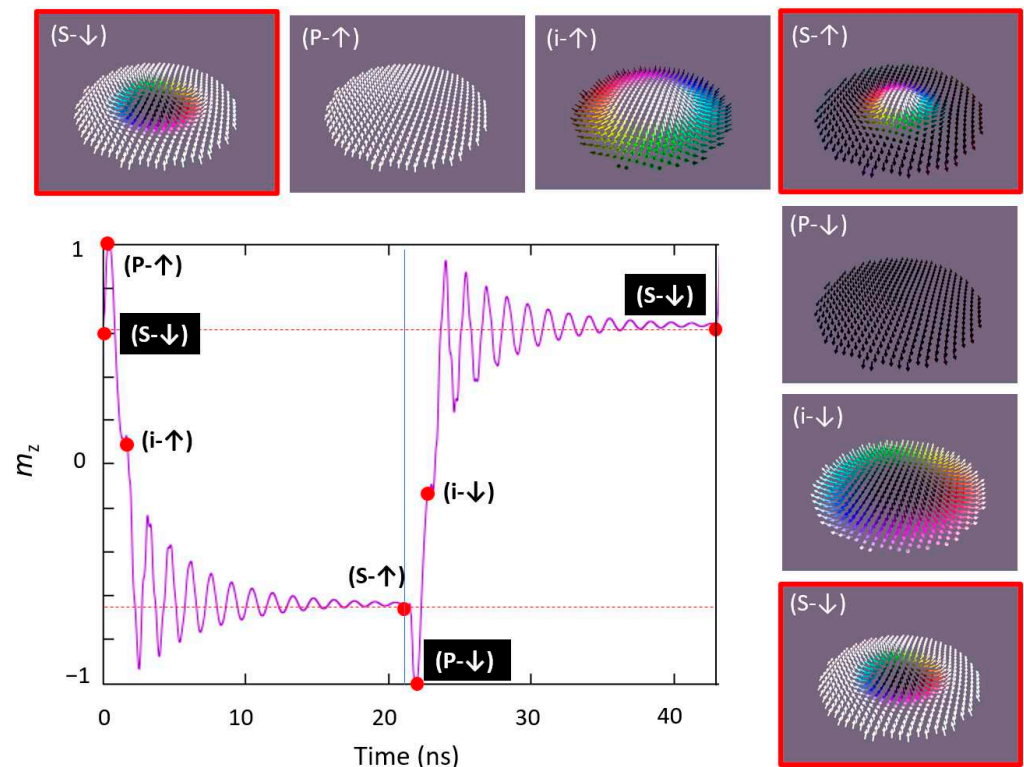 (S-↓)
(P-↑)
(i-↑)
(S-↑)
(P-↓)
(i-↓)
(S-↓)
1
0
−1
m_z
(P-↑)
(S-↓)
(i-↑)
(S-↑)
(P-↓)
(i-↓)
(S-↓)
0
10
20
30
40
Time (ns)